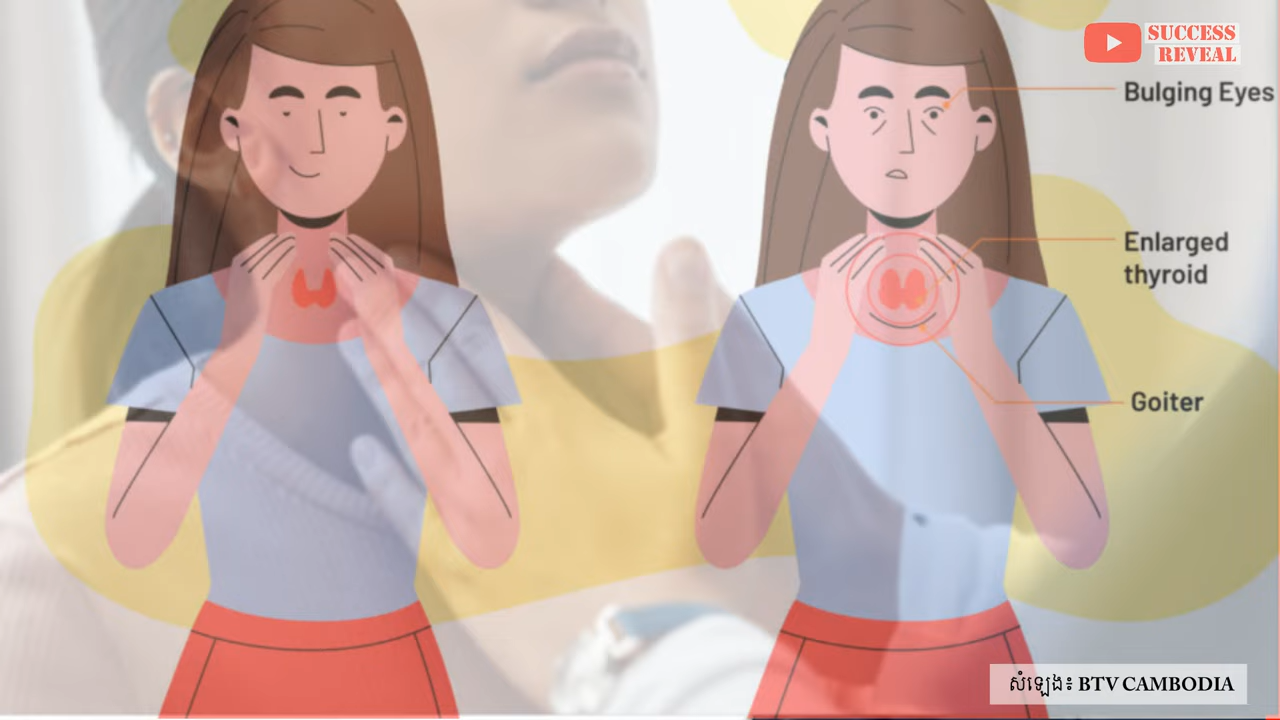 SUCCESS
REVEAL
Bulging Eyes
Enlarged
thyroid
Goiter
សំឡេង៖ BTV CAMBODIA